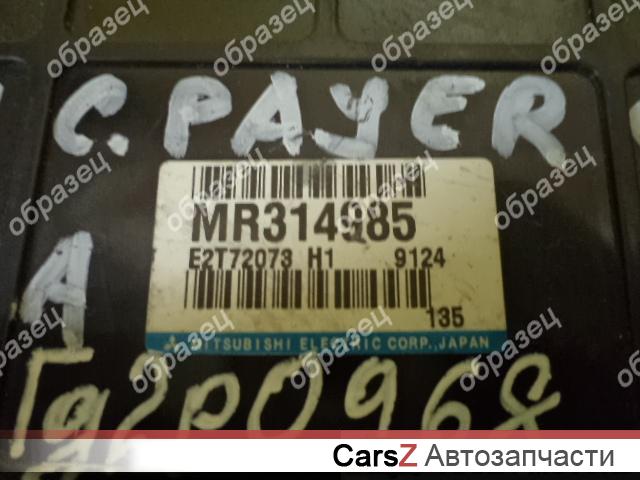 C. PAYER
MR314985
E2T72073 H1 9124
135
MITSUBISHI ELECTRIC CORP., JAPAN
A
образец
CarsZ Автозапчасти